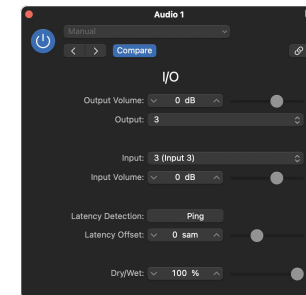 Audio 1
Manual
Compare
I/O
Output Volume: 0 dB
Output: 3
Input: 3 (Input 3)
Input Volume: 0 dB
Latency Detection: Ping
Latency Offset: 0 sam
Dry/Wet: 100 %